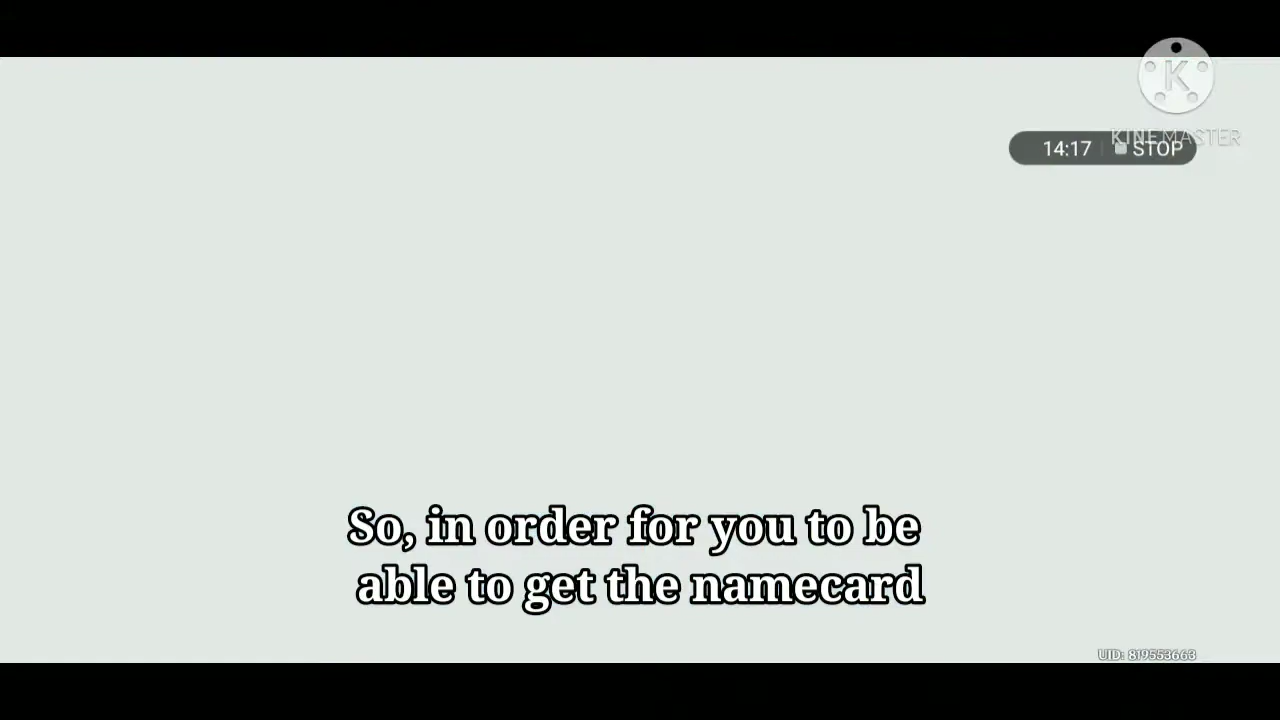 K
KINEMASTER
14:17 STOP
So, in order for you to be
able to get the namecard
UID: 819553663